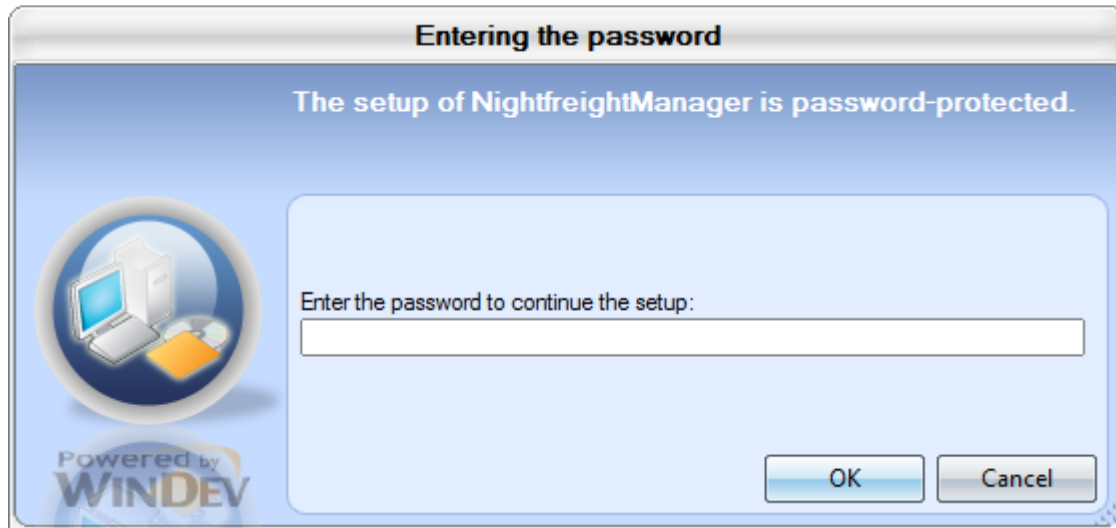 Entering the password
The setup of NightfreightManager is password-protected.
Enter the password to continue the setup:
OK
Cancel
Powered by
WINDEV